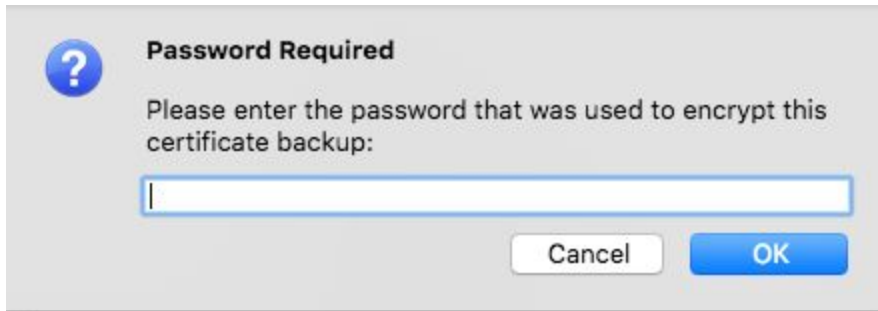 Password Required
Please enter the password that was used to encrypt this
certificate backup:
Cancel OK